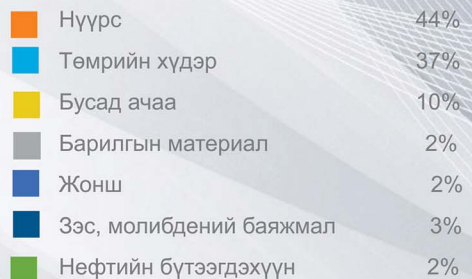 Нүүрс 44%
Төмрийн хүдэр 37%
Бусад ачаа 10%
Барилгын материал 2%
Жонш 2%
Зэс, молибдений баяжмал 3%
Нефтийн бүтээгдэхүүн 2%